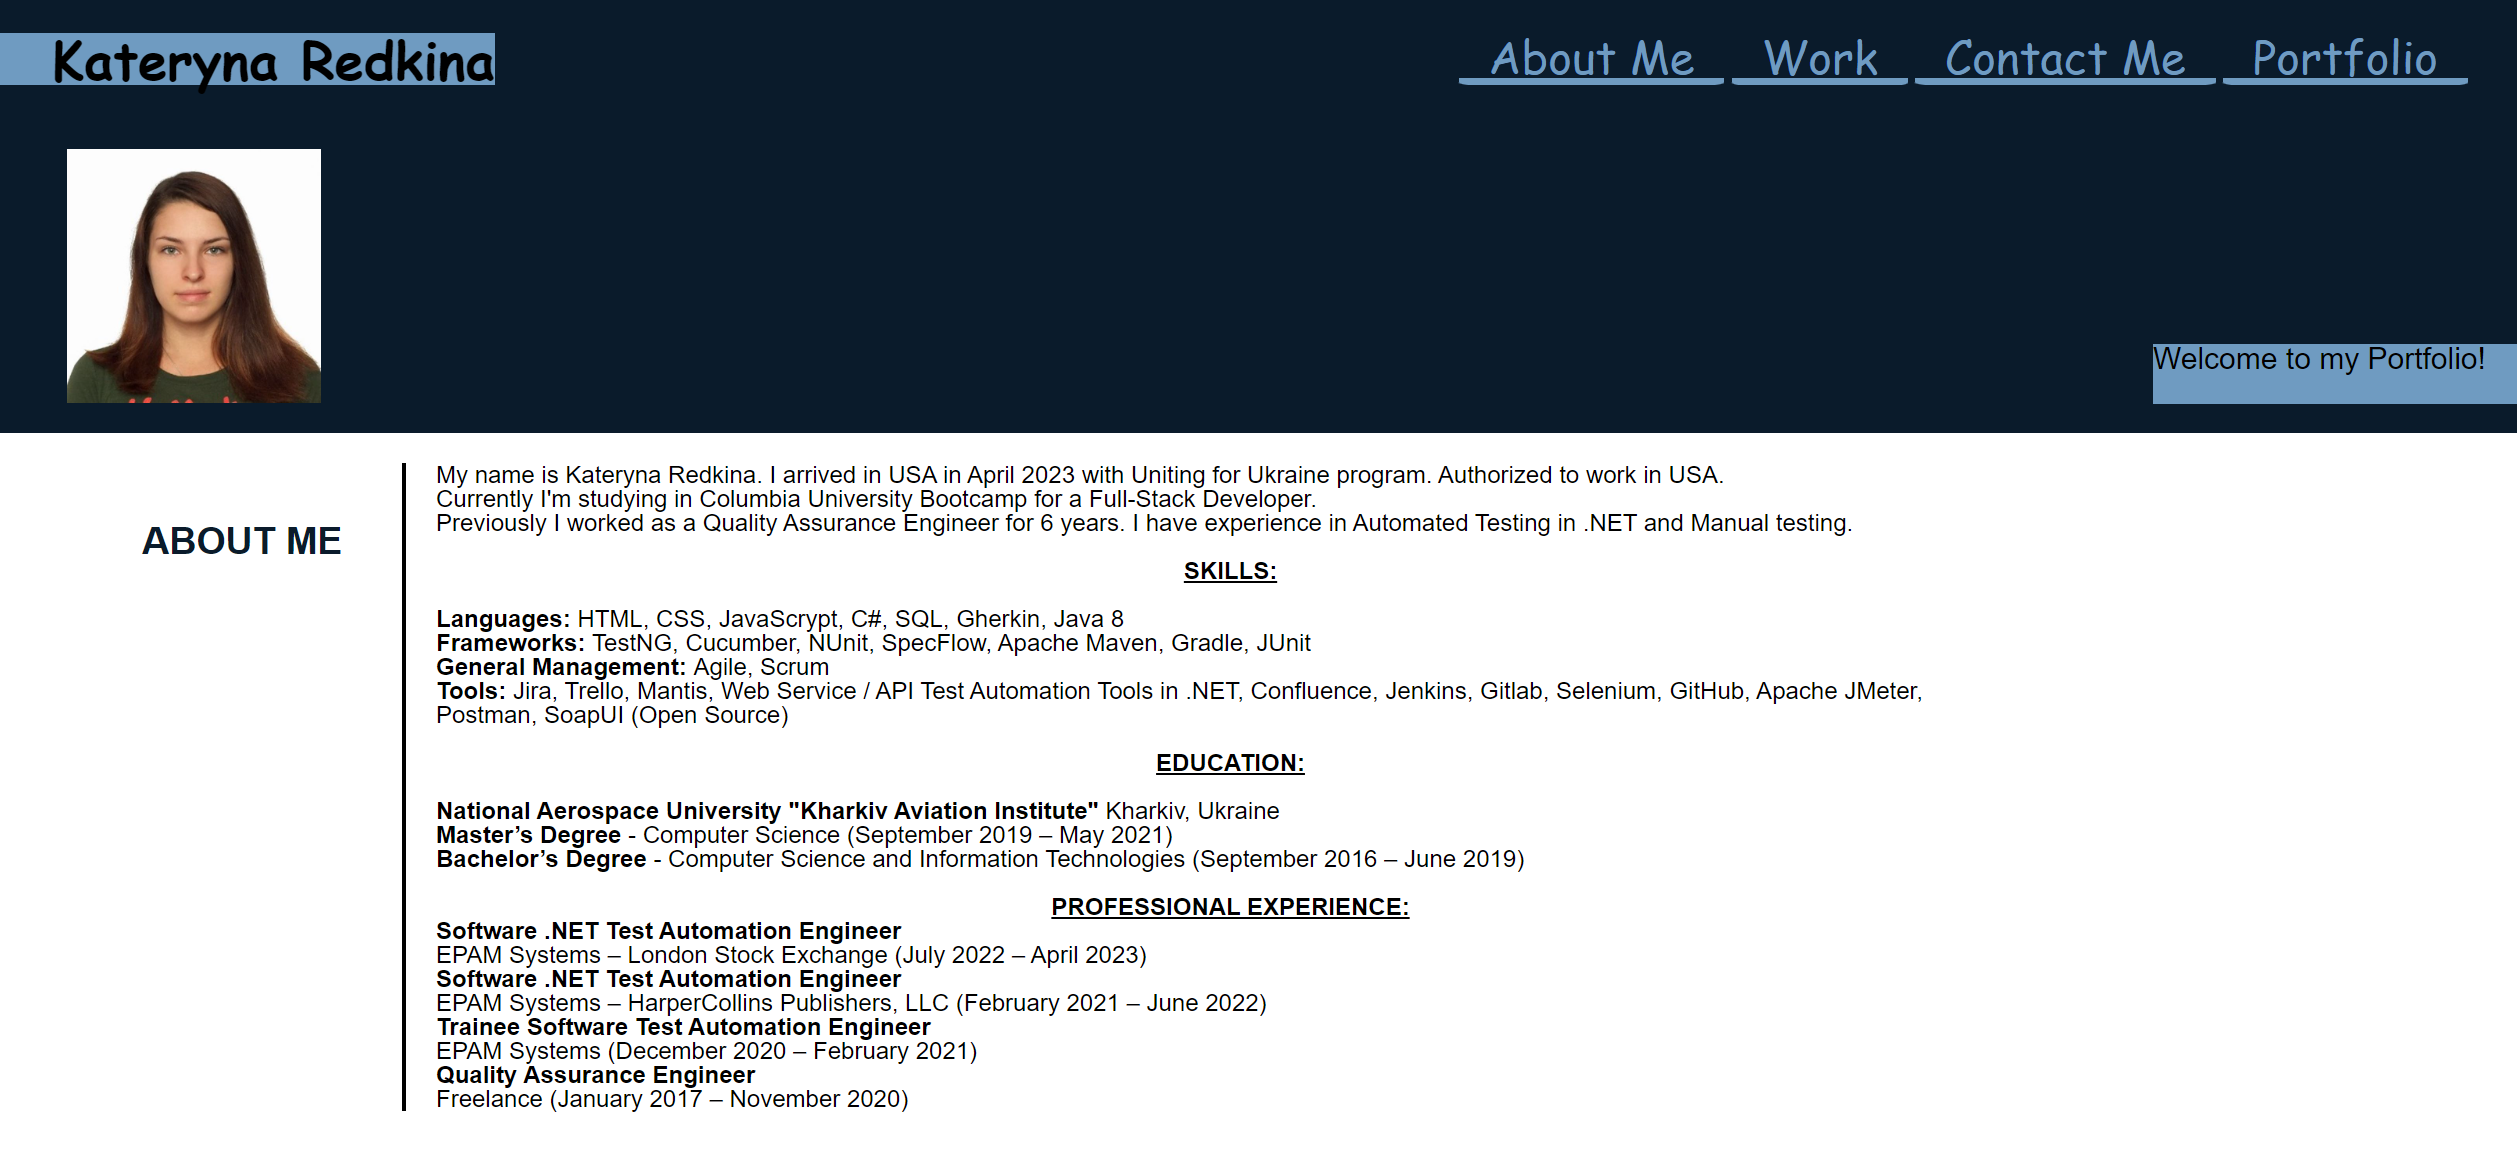 Kateryna Redkina
About Me Work Contact Me Portfolio
Welcome to my Portfolio!
ABOUT ME
My name is Kateryna Redkina. I arrived in USA in April 2023 with Uniting for Ukraine program. Authorized to work in USA.
Currently I'm studying in Columbia University Bootcamp for a Full-Stack Developer.
Previously I worked as a Quality Assurance Engineer for 6 years. I have experience in Automated Testing in .NET and Manual testing.
SKILLS:
Languages: HTML, CSS, JavaScrypt, C#, SQL, Gherkin, Java 8
Frameworks: TestNG, Cucumber, NUnit, SpecFlow, Apache Maven, Gradle, JUnit
General Management: Agile, Scrum
Tools: Jira, Trello, Mantis, Web Service / API Test Automation Tools in .NET, Confluence, Jenkins, Gitlab, Selenium, GitHub, Apache JMeter,
Postman, SoapUI (Open Source)
EDUCATION:
National Aerospace University "Kharkiv Aviation Institute" Kharkiv, Ukraine
Master’s Degree - Computer Science (September 2019 – May 2021)
Bachelor’s Degree - Computer Science and Information Technologies (September 2016 – June 2019)
PROFESSIONAL EXPERIENCE:
Software .NET Test Automation Engineer
EPAM Systems – London Stock Exchange (July 2022 – April 2023)
Software .NET Test Automation Engineer
EPAM Systems – HarperCollins Publishers, LLC (February 2021 – June 2022)
Trainee Software Test Automation Engineer
EPAM Systems (December 2020 – February 2021)
Quality Assurance Engineer
Freelance (January 2017 – November 2020)